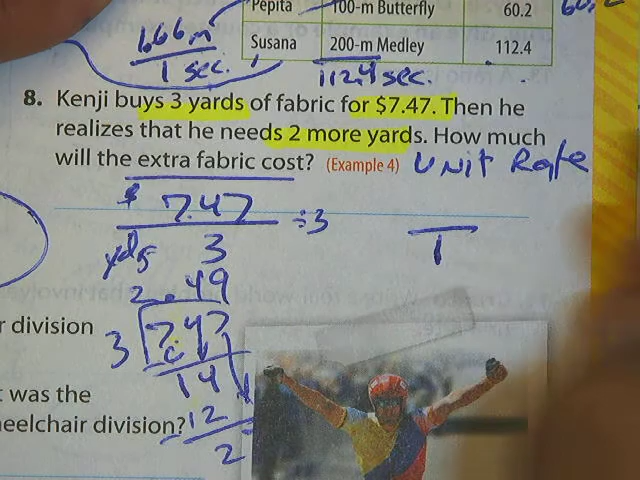 Pepita 100-m Butterfly 60.2
1.66 m
1 sec.
Susana 200-m Medley 112.4
112.4 sec.
8. Kenji buys 3 yards of fabric for $7.47. Then he
realizes that he needs 2 more yards. How much
will the extra fabric cost? (Example 4) Unit Rate
$ 7.47 ÷3
yds 3
1
2.49
r division
3 7.47
6
14
t was the
eelchair division?
- 12
2